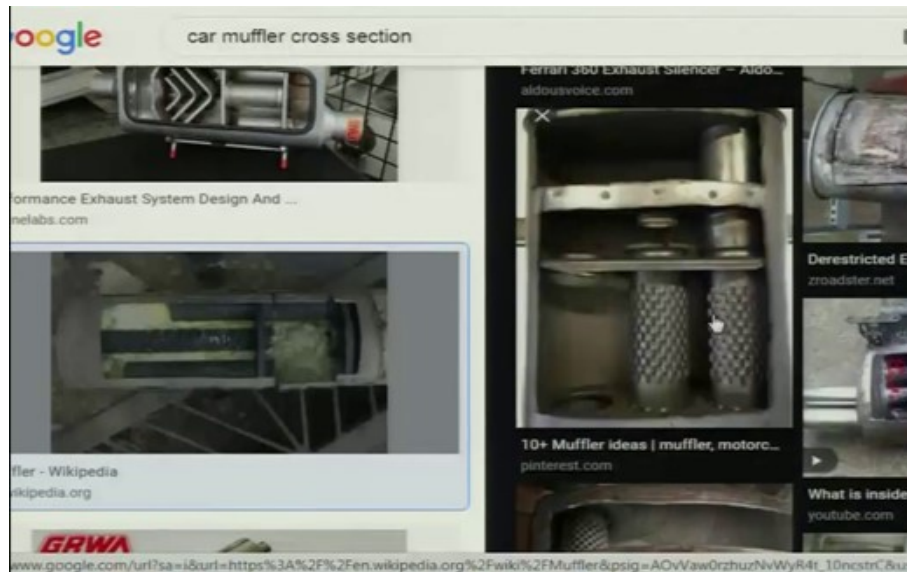 oogle
car muffler cross section
formance Exhaust System Design And ...
nelabs.com
ffler - Wikipedia
ikipedia.org
GRWA
Ferrari 360 Exhaust Silencer – Aldo...
aldousvoice.com
10+ Muffler ideas | muffler, motorc...
pinterest.com
Derestricted E
zroadster.net
What is inside
youtube.com
www.google.com/url?sa=i&url=https%3A%2F%2Fen.wikipedia.org%2Fwiki%2FMuffler&psig=AOvVaw0rzhuzNvWyR4t_10ncstrC&u